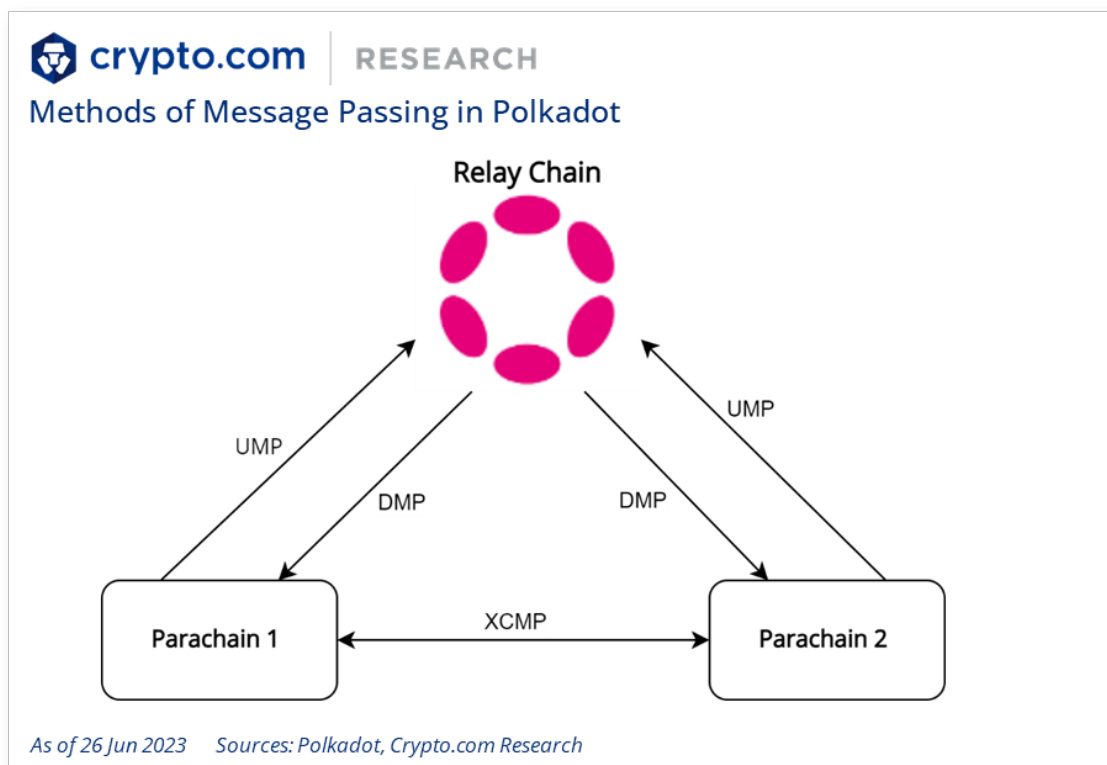 crypto.com | RESEARCH
Methods of Message Passing in Polkadot
Relay Chain
UMP
UMP
DMP
DMP
XCMP
Parachain 1
Parachain 2
As of 26 Jun 2023 Sources: Polkadot, Crypto.com Research